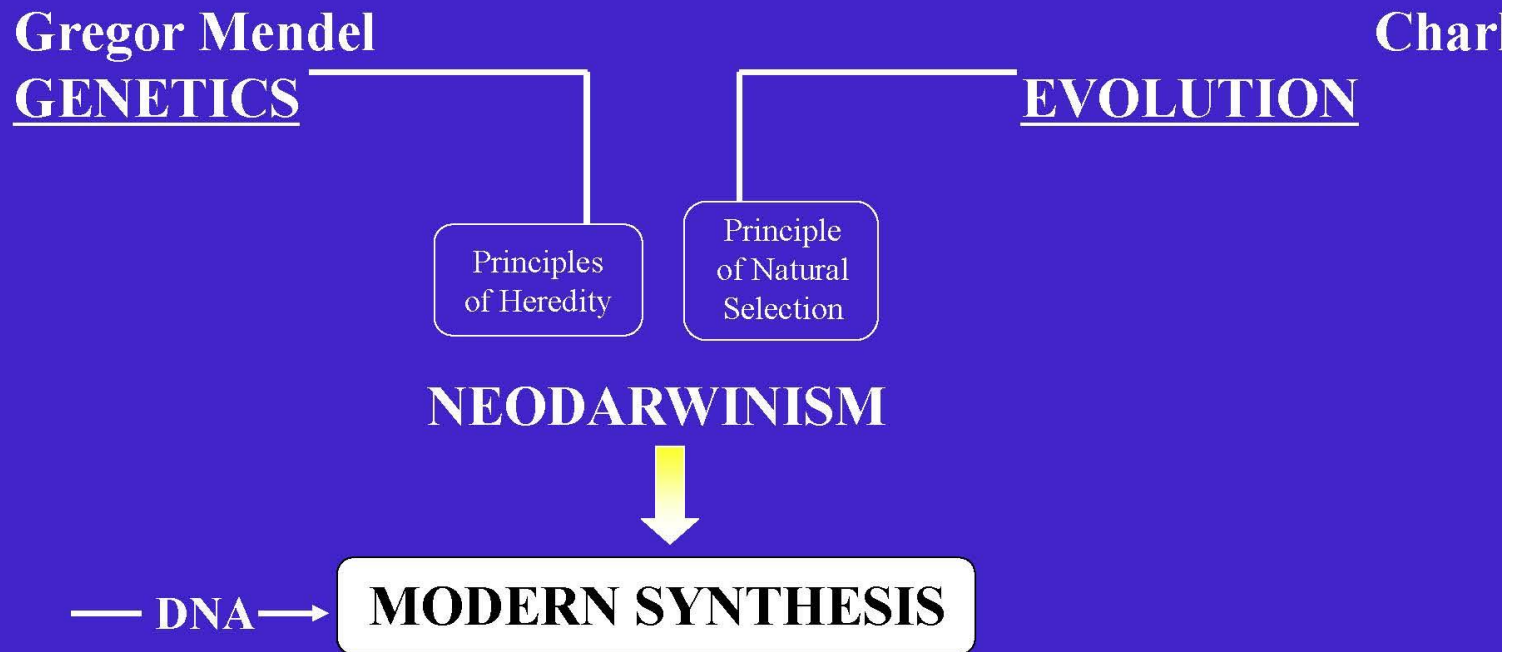 Gregor Mendel
GENETICS
EVOLUTION
Principles
of Heredity
Principle
of Natural
Selection
NEODARWINISM
DNA
MODERN SYNTHESIS